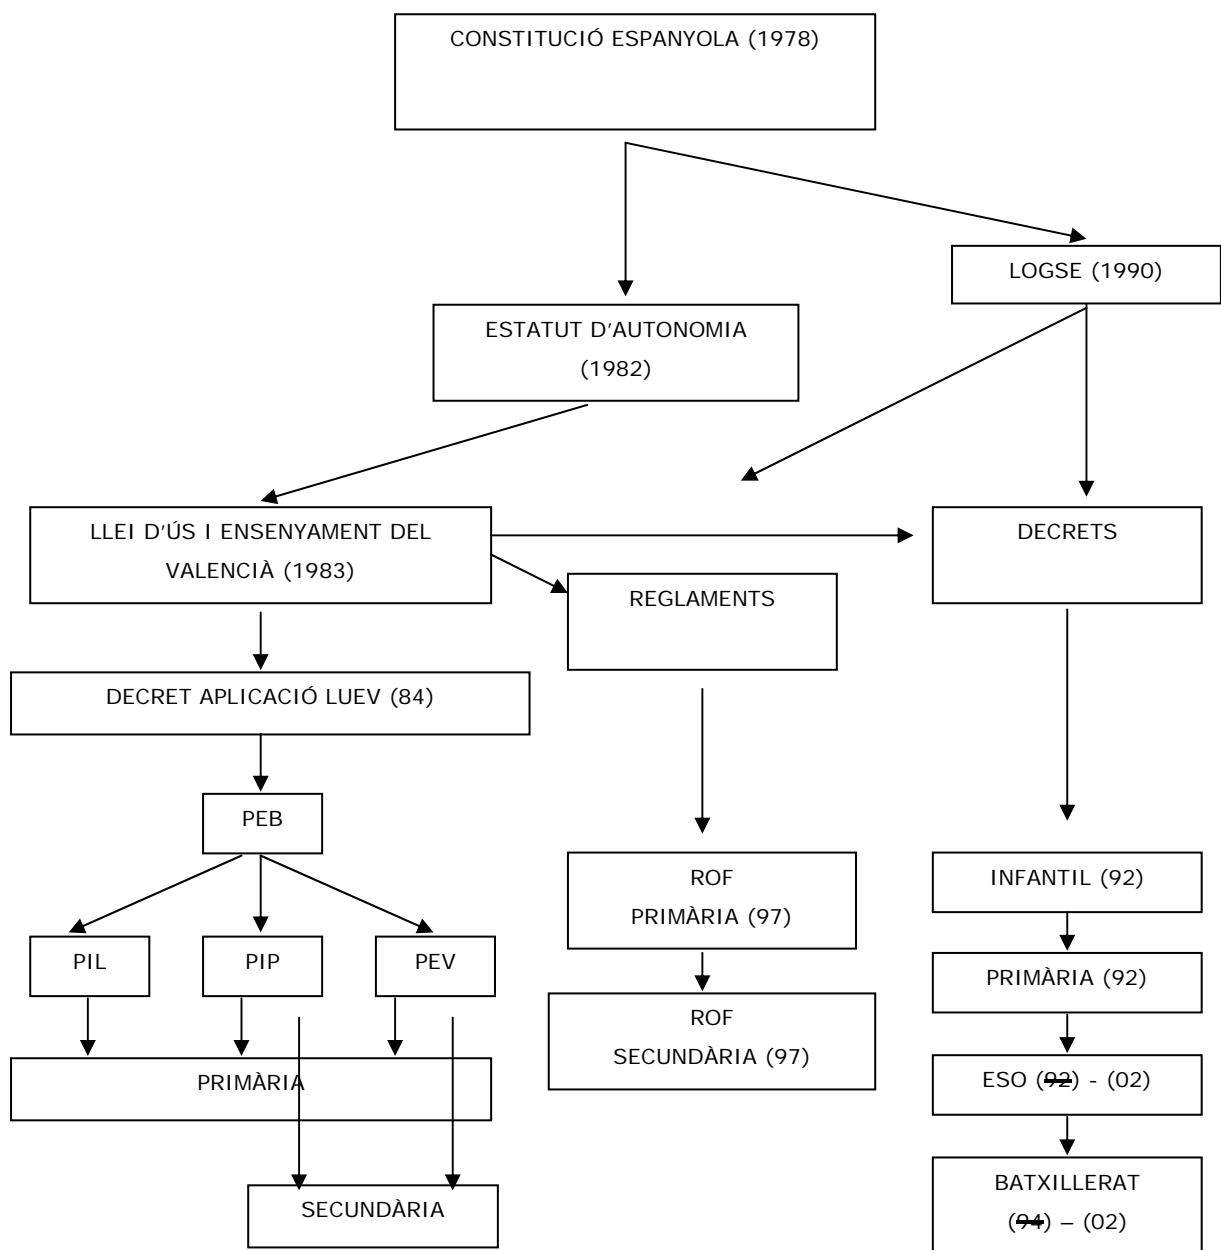 CONSTITUCIÓ ESPANYOLA (1978)
LOGSE (1990)
ESTATUT D'AUTONOMIA
(1982)
LLEI D'ÚS I ENSENYAMENT DEL
VALENCIÀ (1983)
DECRETS
REGLAMENTS
DECRET APLICACIÓ LUEV (84)
PEB
ROF
PRIMÀRIA (97)
INFANTIL (92)
PIL
PIP
PEV
PRIMÀRIA (92)
ROF
SECUNDÀRIA (97)
PRIMÀRIA
ESO (92) - (02)
SECUNDÀRIA
BATXILLERAT
(94) – (02)